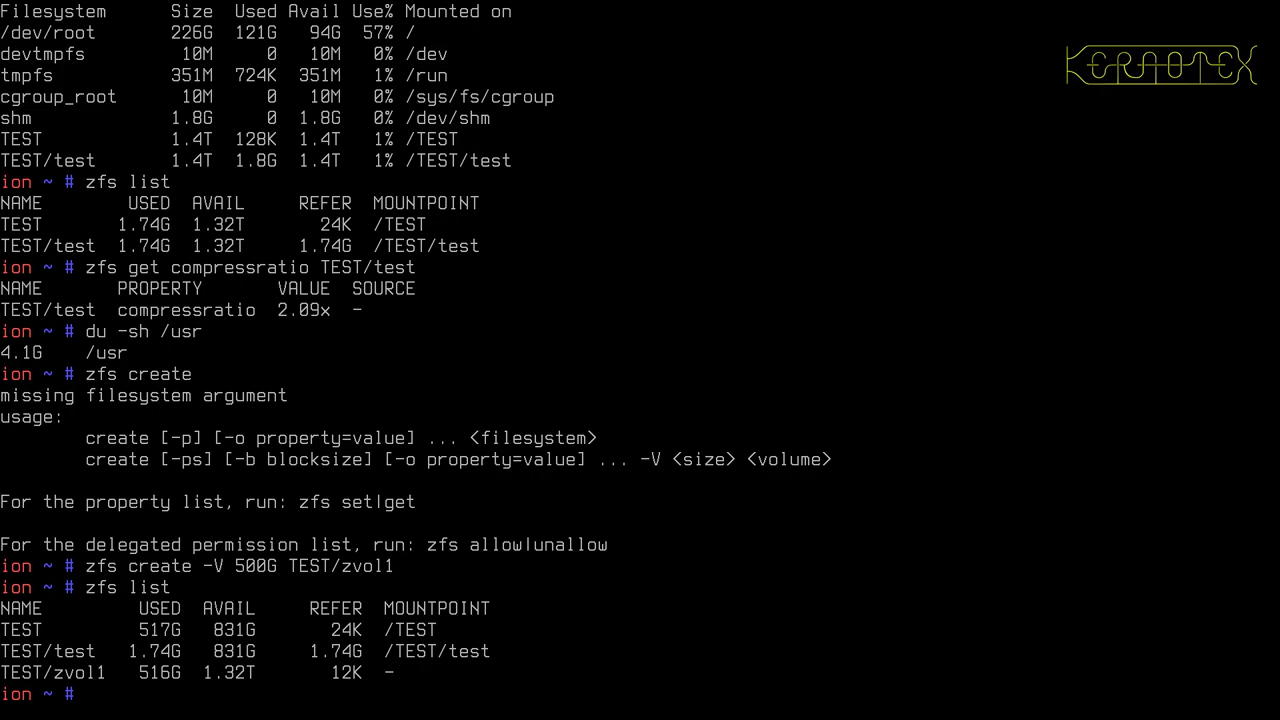 Filesystem      Size  Used Avail Use% Mounted on
/dev/root       226G  121G   94G  57% /
devtmpfs         10M     0   10M   0% /dev
tmpfs           351M  724K  351M   1% /run
cgroup_root      10M     0   10M   0% /sys/fs/cgroup
shm             1.8G     0  1.8G   0% /dev/shm
TEST            1.4T  128K  1.4T   1% /TEST
TEST/test       1.4T  1.8G  1.4T   1% /TEST/test
ion ~ # zfs list
NAME        USED  AVAIL     REFER  MOUNTPOINT
TEST       1.74G  1.32T       24K  /TEST
TEST/test  1.74G  1.32T     1.74G  /TEST/test
ion ~ # zfs get compressratio TEST/test
NAME       PROPERTY       VALUE  SOURCE
TEST/test  compressratio  2.09x  -
ion ~ # du -sh /usr
4.1G    /usr
ion ~ # zfs create
missing filesystem argument
usage:
        create [-p] [-o property=value] ... <filesystem>
        create [-ps] [-b blocksize] [-o property=value] ... -V <size> <volume>
For the property list, run: zfs set|get
For the delegated permission list, run: zfs allow|unallow
ion ~ # zfs create -V 500G TEST/zvol1
ion ~ # zfs list
NAME         USED  AVAIL     REFER  MOUNTPOINT
TEST         517G   831G       24K  /TEST
TEST/test   1.74G   831G     1.74G  /TEST/test
TEST/zvol1   516G  1.32T       12K  -
ion ~ #